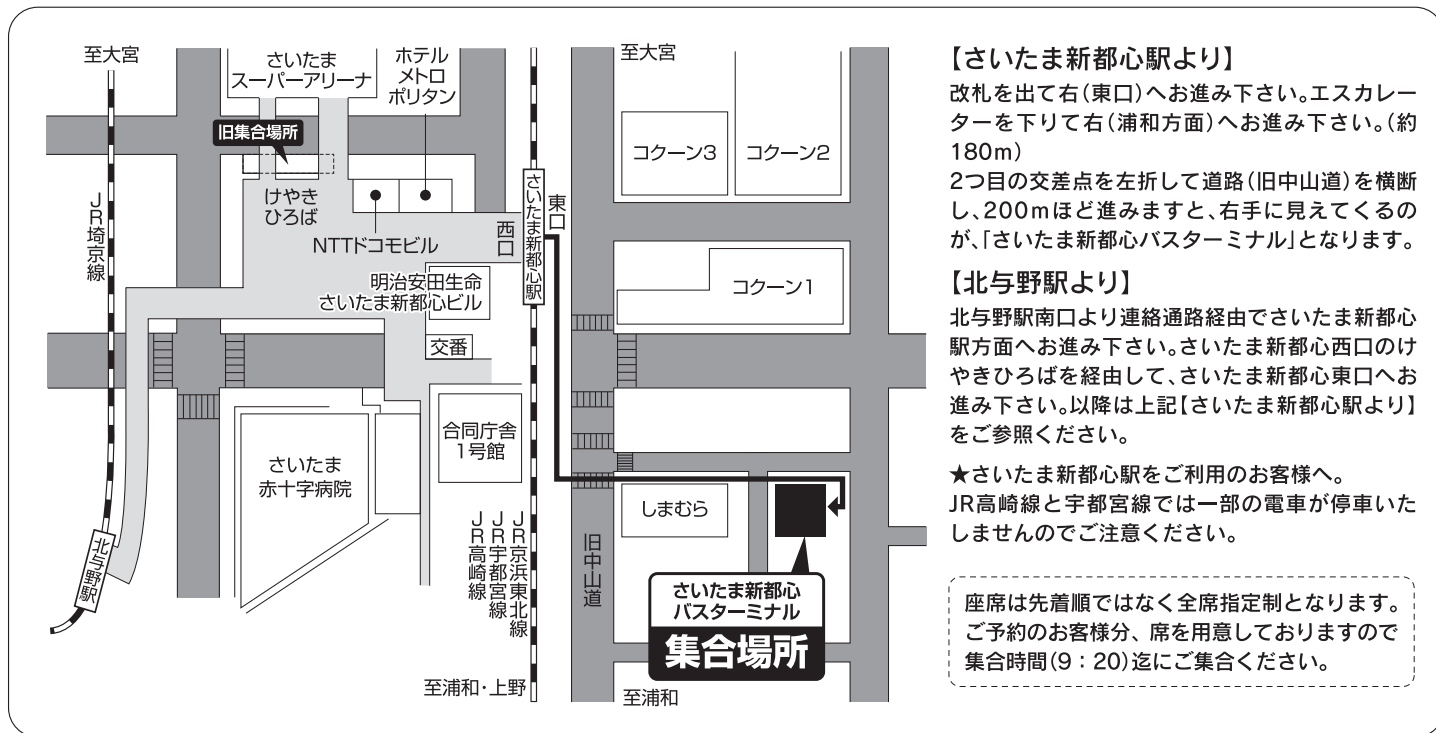 至大宮
さいたま
スーパーアリーナ
ホテル
メトロ
ポリタン
至大宮
旧集合場所
コクーン3
コクーン2
けやき
ひろば
さいたま新都心駅
東口
西口
JR埼京線
NTTドコモビル
明治安田生命
さいたま新都心ビル
コクーン1
交番
合同庁舎
1号館
さいたま
赤十字病院
しまむら
北与野駅
JR高崎線
JR宇都宮線
JR京浜東北線
旧中山道
さいたま新都心
バスターミナル
集合場所
至浦和・上野
至浦和
【さいたま新都心駅より】
改札を出て右(東口)へお進み下さい。エスカレー
ターを下りて右(浦和方面)へお進み下さい。(約
180m)
2つ目の交差点を左折して道路(旧中山道)を横断
し、200mほど進みますと、右手に見えてくるの
が、「さいたま新都心バスターミナル」となります。
【北与野駅より】
北与野駅南口より連絡通路経由でさいたま新都心
駅方面へお進み下さい。さいたま新都心西口のけ
やきひろばを経由して、さいたま新都心東口へお
進み下さい。以降は上記【さいたま新都心駅より】
をご参照ください。
★さいたま新都心駅をご利用のお客様へ。
JR高崎線と宇都宮線では一部の電車が停車いた
しませんのでご注意ください。
座席は先着順ではなく全席指定制となります。
ご予約のお客様分、席を用意しておりますので
集合時間(9：20)迄にご集合ください。